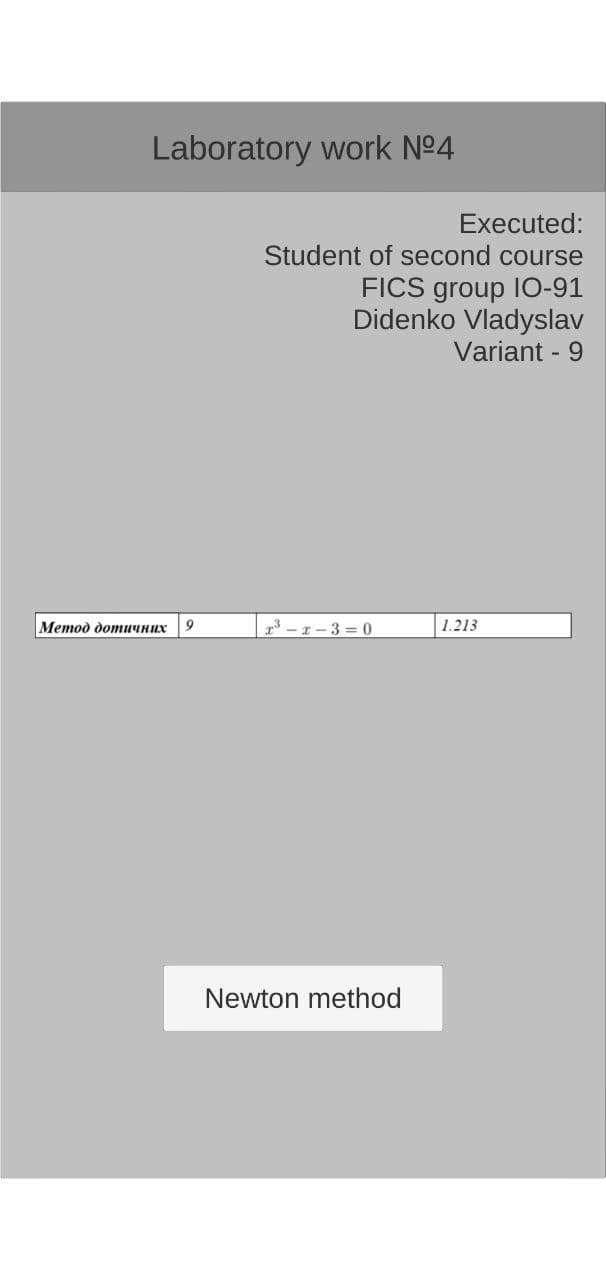 Laboratory work №4
Executed:
Student of second course
FICS group IO-91
Didenko Vladyslav
Variant - 9
Метод дотичних 9 x³ – x – 3 = 0 1.213
Newton method